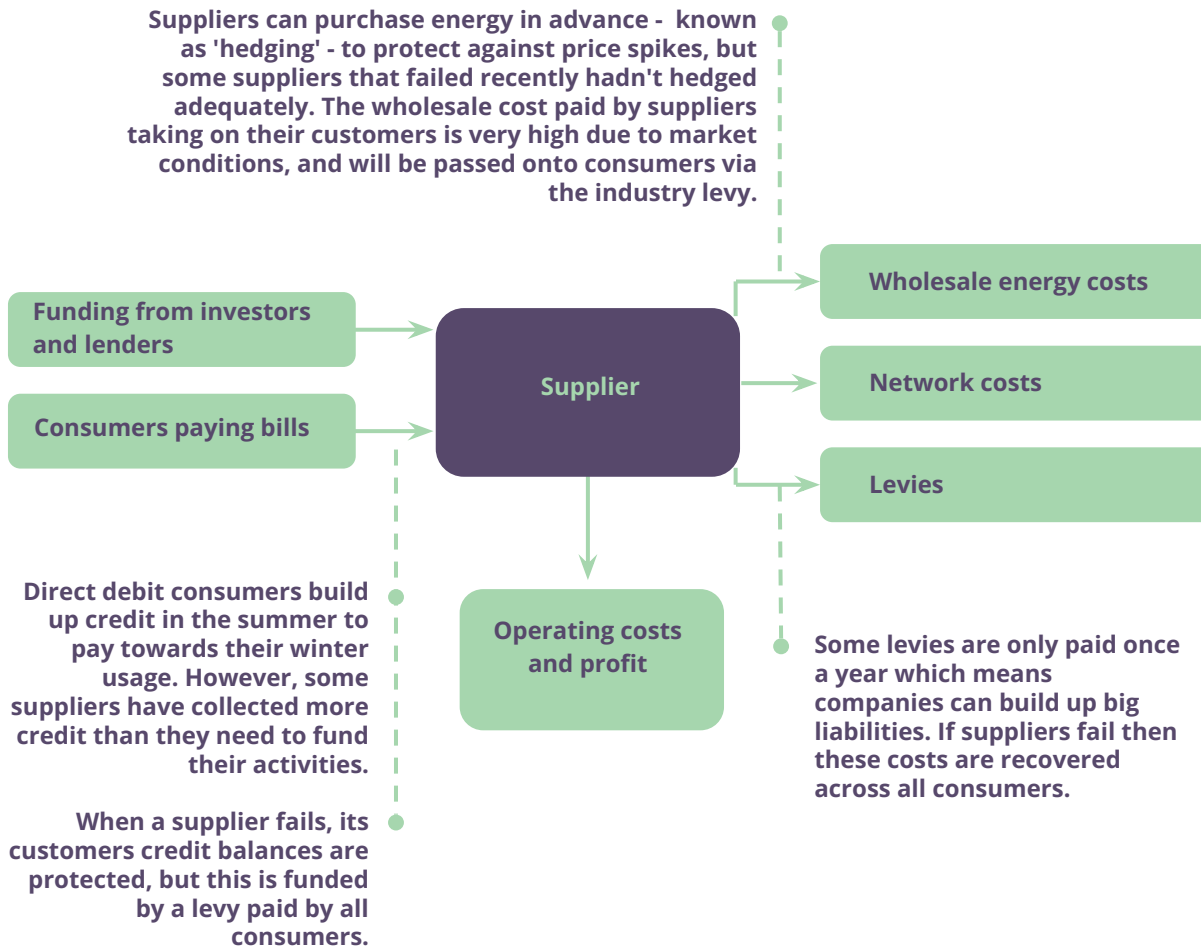 Suppliers can purchase energy in advance -  known
as 'hedging' - to protect against price spikes, but
some suppliers that failed recently hadn't hedged
adequately. The wholesale cost paid by suppliers
taking on their customers is very high due to market
conditions, and will be passed onto consumers via
the industry levy.
Funding from investors
and lenders
Consumers paying bills
Supplier
Wholesale energy costs
Network costs
Levies
Operating costs
and profit
Direct debit consumers build
up credit in the summer to
pay towards their winter
usage. However, some
suppliers have collected more
credit than they need to fund
their activities.
When a supplier fails, its
customers credit balances are
protected, but this is funded
by a levy paid by all
consumers.
Some levies are only paid once
a year which means
companies can build up big
liabilities. If suppliers fail then
these costs are recovered
across all consumers.